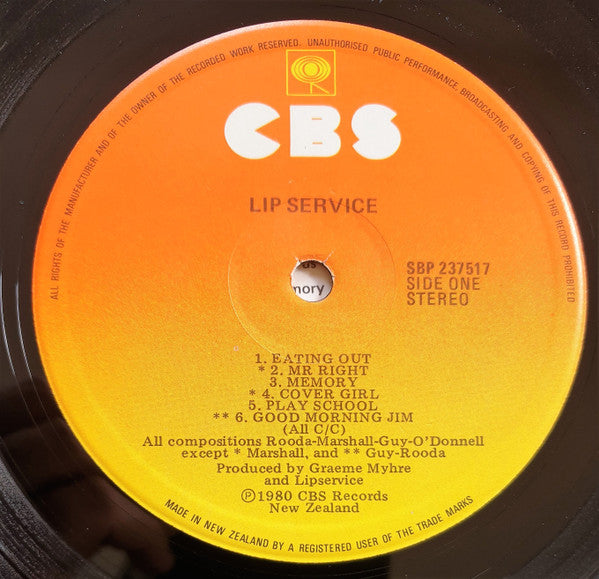 ALL RIGHTS OF THE MANUFACTURER AND OF THE OWNER OF THE RECORDED WORK RESERVED. UNAUTHORISED PUBLIC PERFORMANCE, BROADCASTING AND COPYING OF THIS RECORD PROHIBITED
CBS
LIP SERVICE
SBP 237517
SIDE ONE
STEREO
mory
1. EATING OUT
* 2. MR RIGHT
3. MEMORY
* 4. COVER GIRL
5. PLAY SCHOOL
** 6. GOOD MORNING JIM
(All C/C)
All compositions Rooda-Marshall-Guy-O'Donnell
except * Marshall, and ** Guy-Rooda
Produced by Graeme Myhre
and Lipservice
℗1980 CBS Records
New Zealand
MADE IN NEW ZEALAND BY A REGISTERED USER OF THE TRADE MARKS